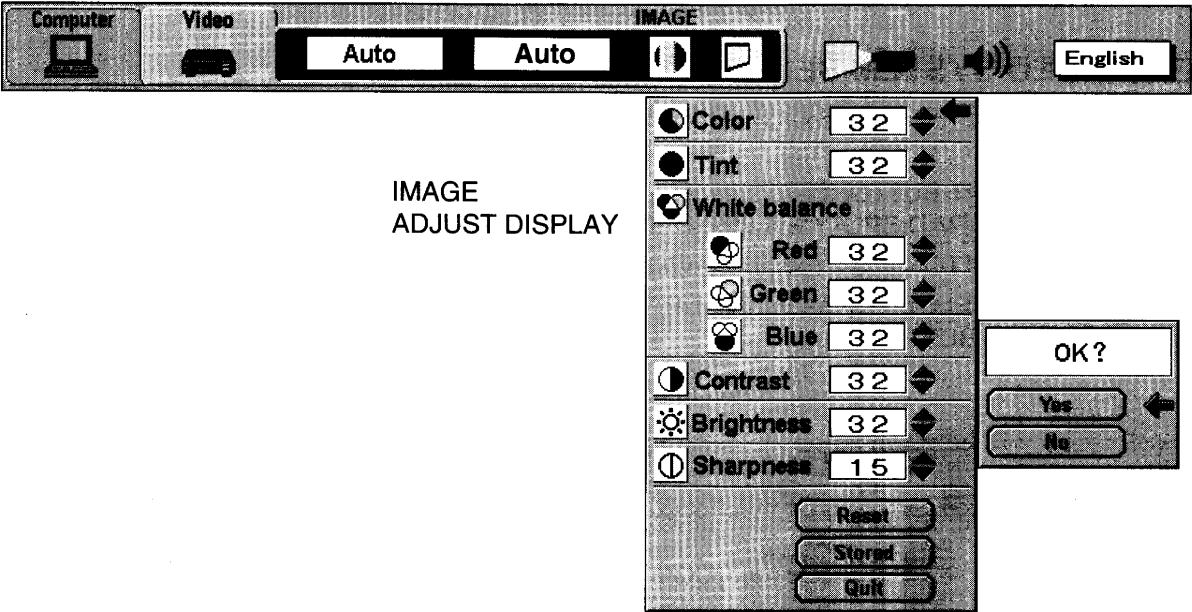 Computer Video IMAGE
Auto Auto English
Color 32
Tint 32
IMAGE
ADJUST DISPLAY
White balance
Red 32
Green 32
Blue 32
Contrast 32
Brightness 32
Sharpness 15
OK?
Yes
No
Reset
Stored
Quit